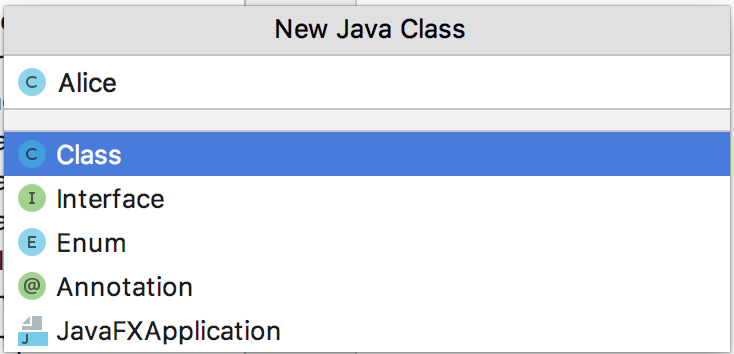 New Java Class
C Alice
C Class
I Interface
E Enum
@ Annotation
J JavaFXApplication